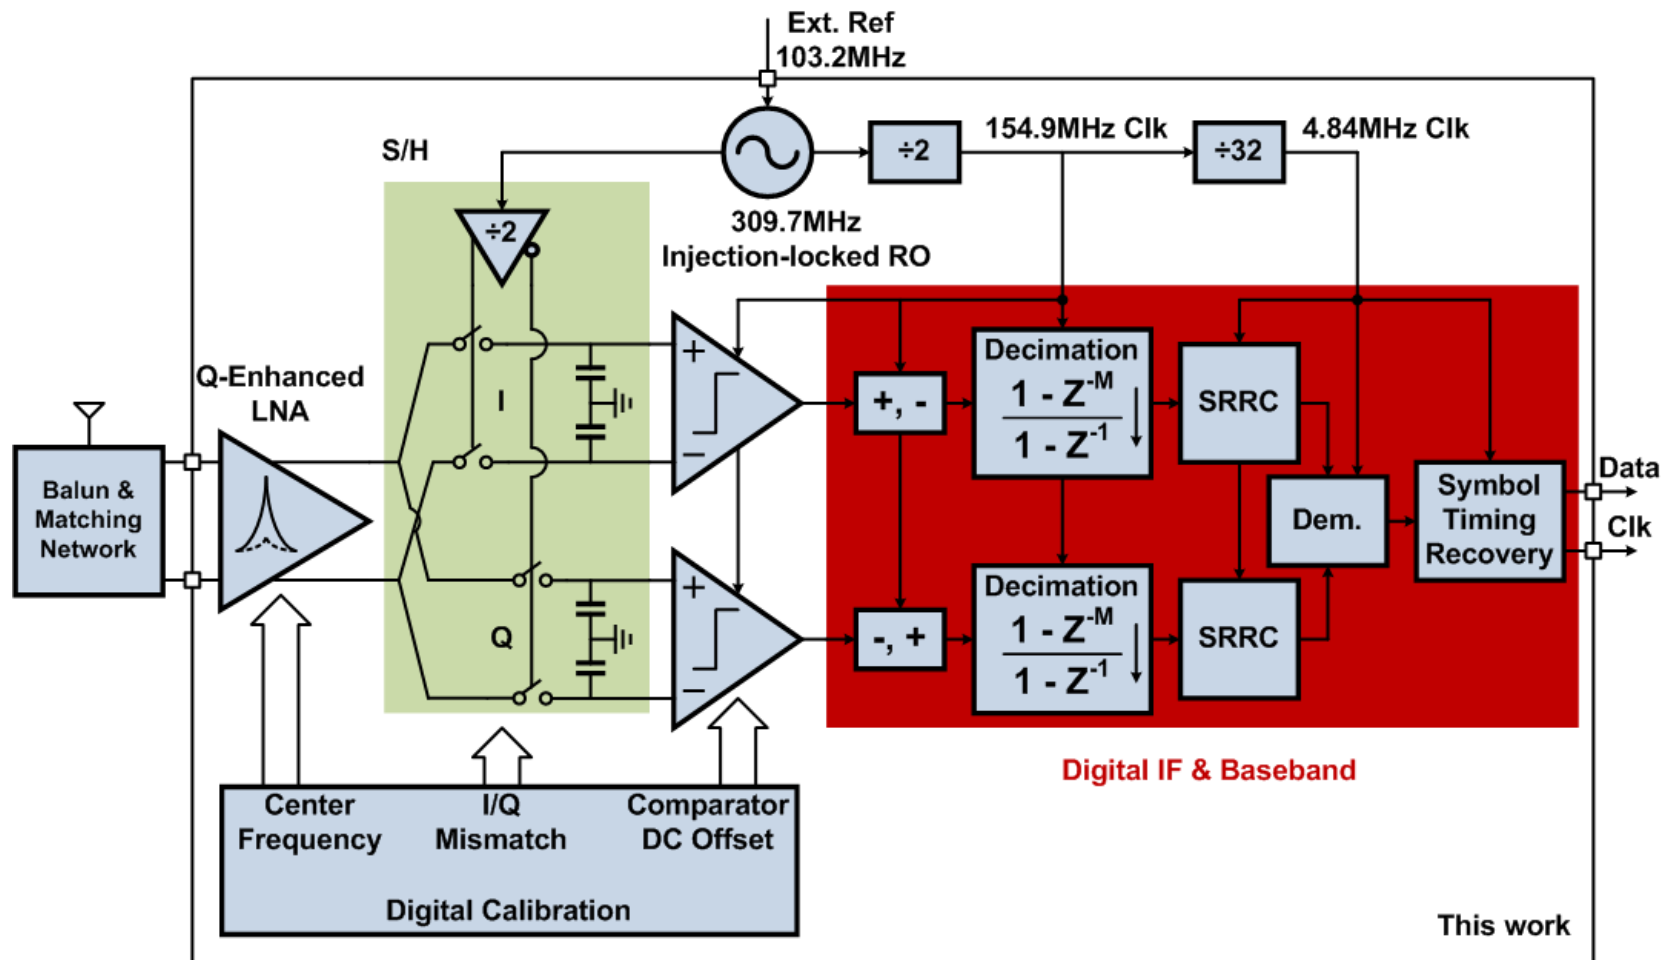 Ext. Ref
103.2MHz
S/H
÷2
154.9MHz Clk
÷32
4.84MHz Clk
÷2
309.7MHz
Injection-locked RO
Q-Enhanced
LNA
Balun &
Matching
Network
I
Q
+
−
+
−
+, -
-, +
Decimation
1 - Z^-M
1 - Z^-1
Decimation
1 - Z^-M
1 - Z^-1
SRRC
SRRC
Dem.
Symbol
Timing
Recovery
Data
Clk
Digital IF & Baseband
Center
Frequency
I/Q
Mismatch
Comparator
DC Offset
Digital Calibration
This work